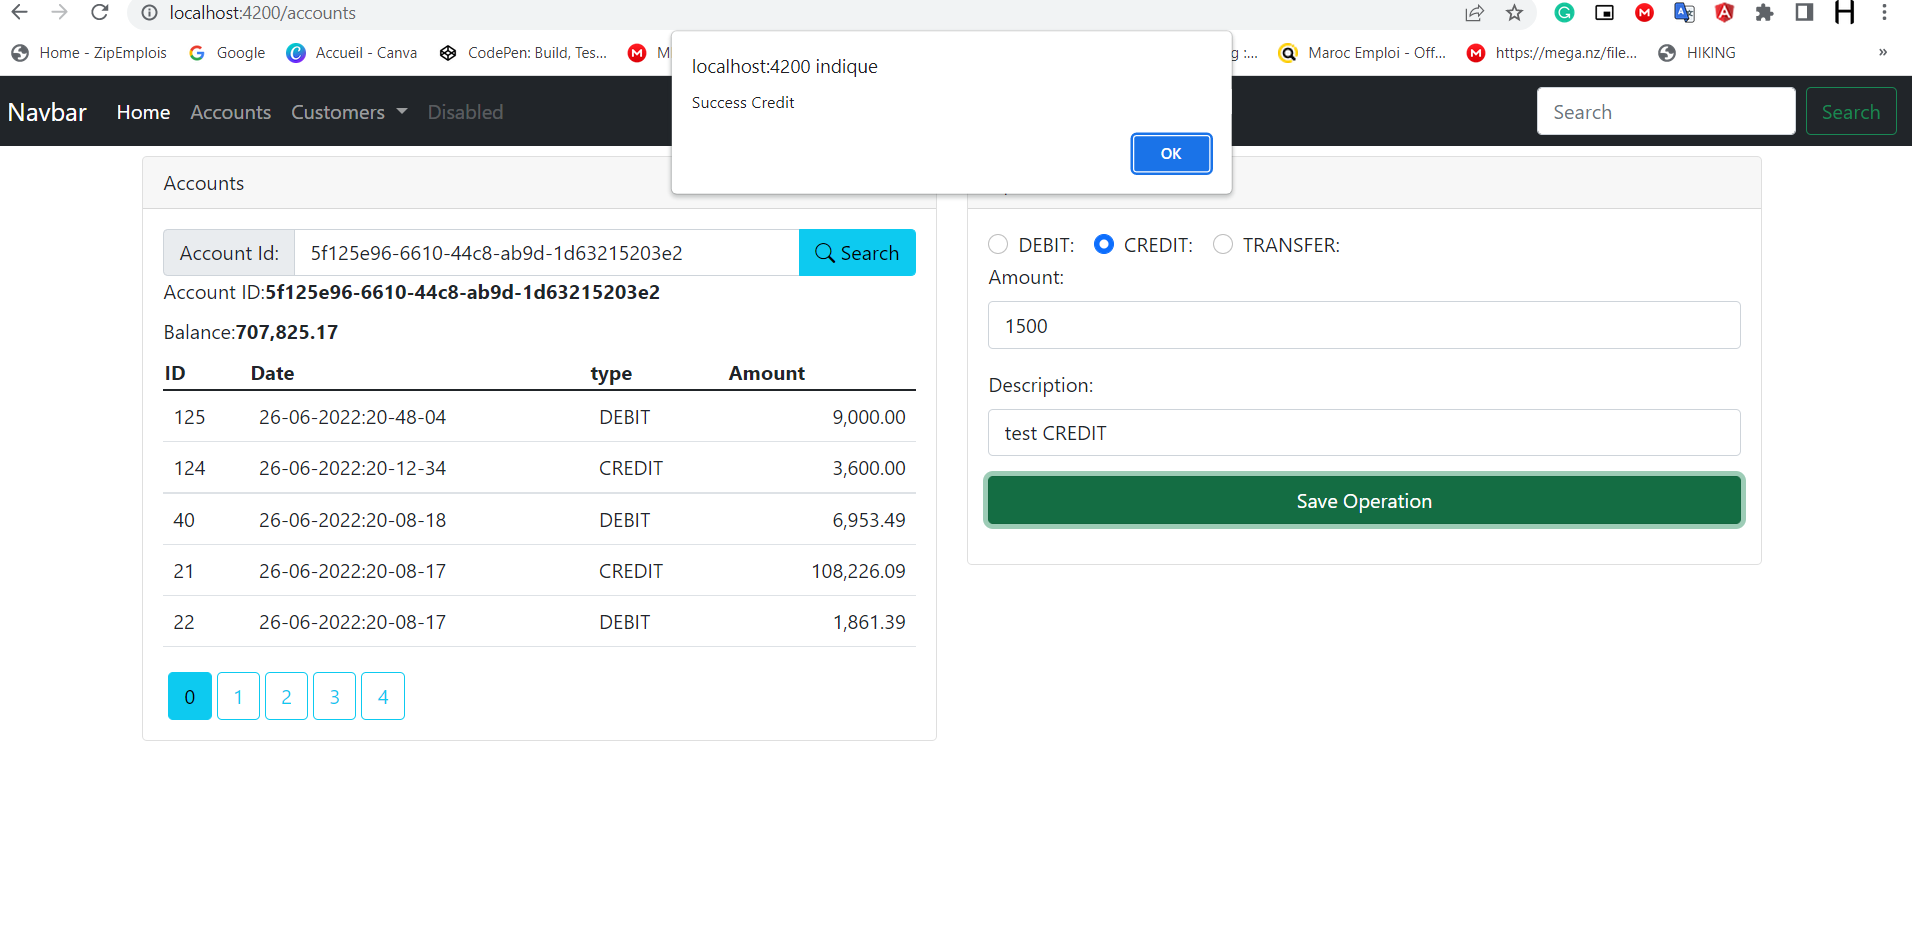 localhost:4200/accounts
Home - ZipEmplois Google Accueil - Canva CodePen: Build, Tes... M Maroc Emploi - Off... https://mega.nz/file... HIKING »
localhost:4200 indique
Success Credit
OK
Navbar Home Accounts Customers Disabled Search Search
Accounts
Account Id: 5f125e96-6610-44c8-ab9d-1d63215203e2 Search
Account ID:5f125e96-6610-44c8-ab9d-1d63215203e2
Balance:707,825.17
ID Date type Amount
125 26-06-2022:20-48-04 DEBIT 9,000.00
124 26-06-2022:20-12-34 CREDIT 3,600.00
40 26-06-2022:20-08-18 DEBIT 6,953.49
21 26-06-2022:20-08-17 CREDIT 108,226.09
22 26-06-2022:20-08-17 DEBIT 1,861.39
0 1 2 3 4
DEBIT: CREDIT: TRANSFER:
Amount:
1500
Description:
test CREDIT
Save Operation